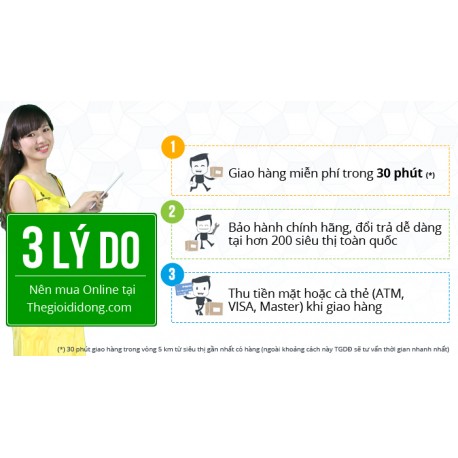 3 LÝ DO
Nên mua Online tại
Thegioididong.com
1
Giao hàng miễn phí trong 30 phút (*)
2
Bảo hành chính hãng, đổi trả dễ dàng
tại hơn 200 siêu thị toàn quốc
3
Thu tiền mặt hoặc cà thẻ (ATM,
VISA, Master) khi giao hàng
(*) 30 phút giao hàng trong vòng 5 km từ siêu thị gần nhất có hàng (ngoài khoảng cách này TGDĐ sẽ tư vấn thời gian nhanh nhất)